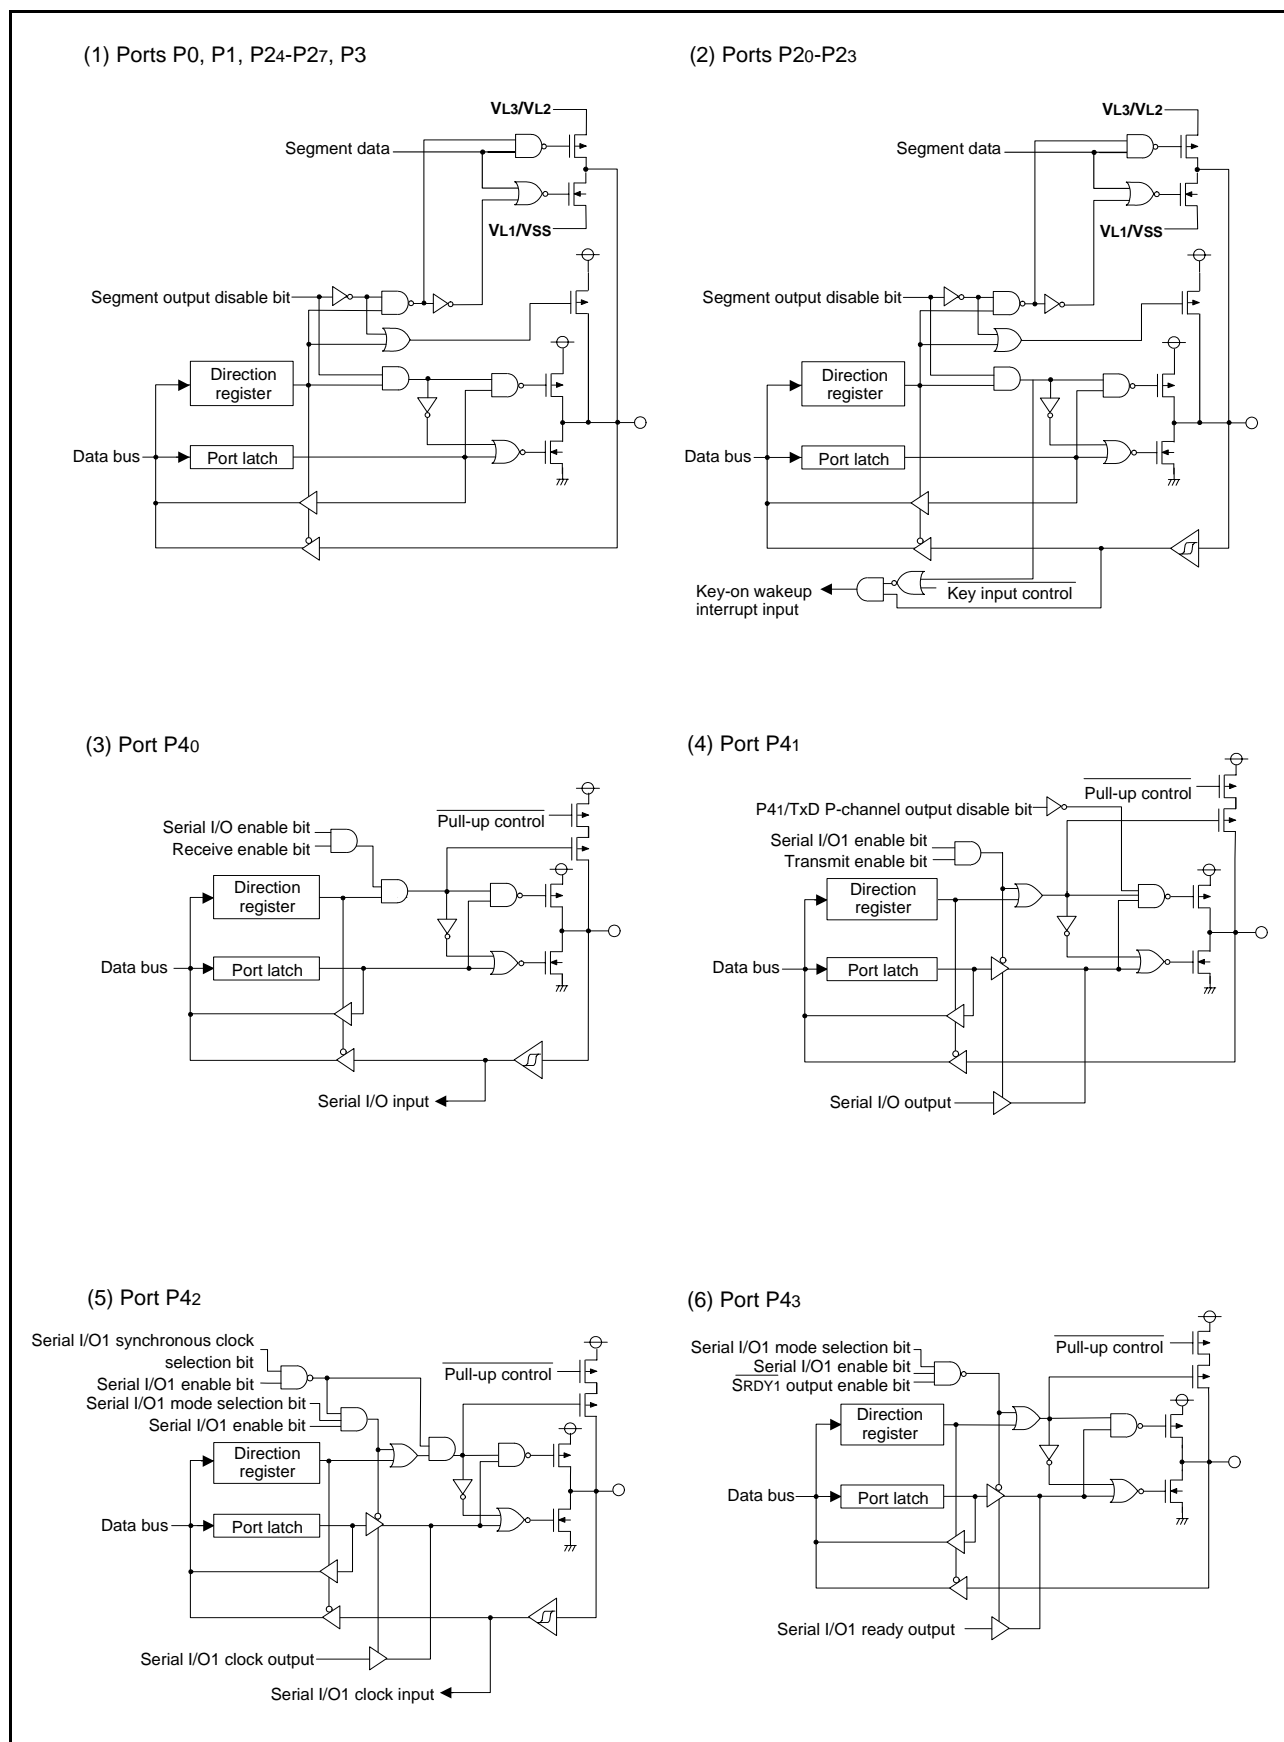 (1) Ports P0, P1, P24-P27, P3
VL3/VL2
Segment data
VL1/VSS
Segment output disable bit
Direction
register
Data bus
Port latch
(2) Ports P20-P23
VL3/VL2
Segment data
VL1/VSS
Segment output disable bit
Direction
register
Data bus
Port latch
Key-on wakeup
interrupt input
Key input control
(3) Port P40
Pull-up control
Serial I/O enable bit
Receive enable bit
Direction
register
Data bus
Port latch
Serial I/O input
(4) Port P41
Pull-up control
P41/TxD P-channel output disable bit
Serial I/O1 enable bit
Transmit enable bit
Direction
register
Data bus
Port latch
Serial I/O output
(5) Port P42
Serial I/O1 synchronous clock
selection bit
Serial I/O1 enable bit
Serial I/O1 mode selection bit
Serial I/O1 enable bit
Pull-up control
Direction
register
Data bus
Port latch
Serial I/O1 clock output
Serial I/O1 clock input
(6) Port P43
Serial I/O1 mode selection bit
Serial I/O1 enable bit
SRDY1 output enable bit
Pull-up control
Direction
register
Data bus
Port latch
Serial I/O1 ready output